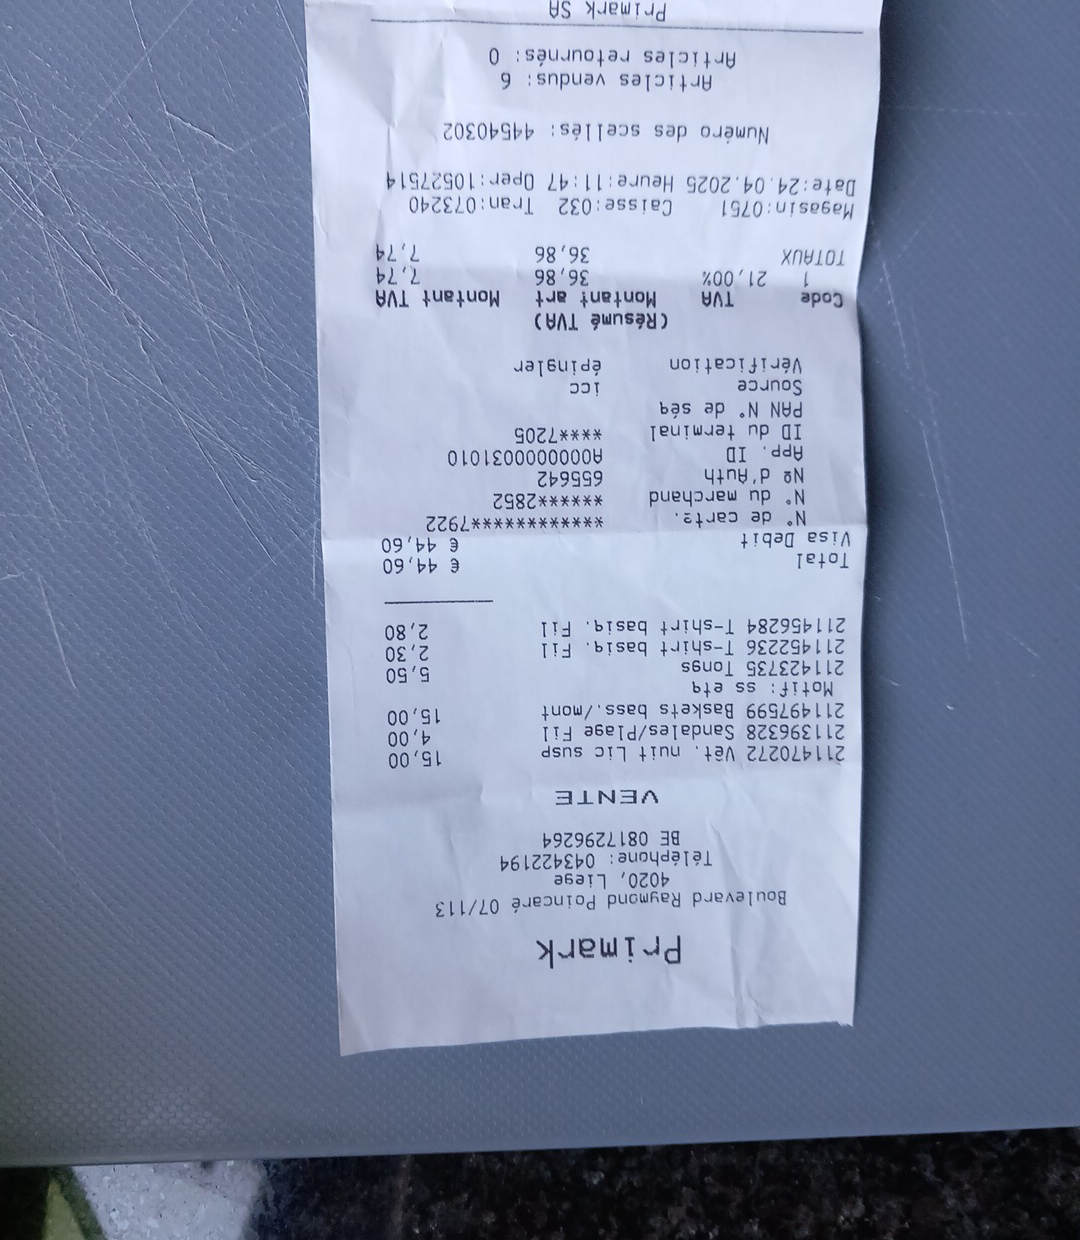 Primark
Boulevard Raymond Poincaré 07/113
4020, Liege
Téléphone: 043422194
BE 0817296264
VENTE
211470272 Vêt. nuit Lic susp 15,00
211396328 Sandales/Plage Fil 4,00
211497599 Baskets bass./mont 15,00
Motif: ss etq
211423735 Tongs 5,50
211452236 T-shirt basiq. Fil 2,30
211456284 T-shirt basiq. Fil 2,80
Total € 44,60
Visa Debit € 44,60
N° de carte. **************7922
N° du marchand *******2852
Nº d'Auth 655642
App. ID A0000000031010
ID du terminal ****7205
PAN N° de séq
Source icc
Vérification épingler
(Résumé TVA)
Code TVA Montant art Montant TVA
1 21,00% 36,86 7,74
TOTAUX 36,86 7,74
Magasin:0751 Caisse:032 Tran:073240
Date:24.04.2025 Heure:11:47 Oper:10527514
Numéro des scellés: 44540302
Articles vendus: 6
Articles retournés: 0
Primark SA